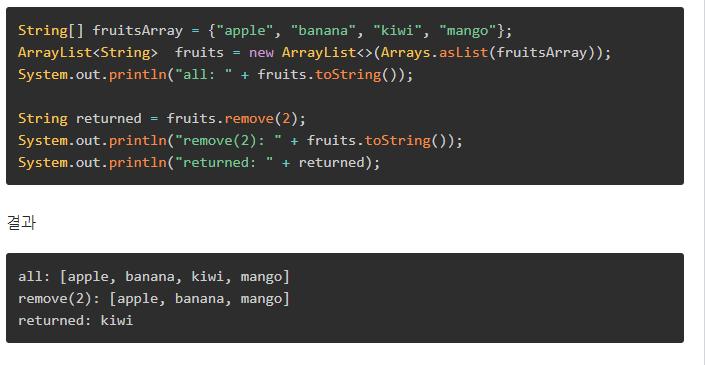 String[] fruitsArray = {"apple", "banana", "kiwi", "mango"};
ArrayList<String>  fruits = new ArrayList<>(Arrays.asList(fruitsArray));
System.out.println("all: " + fruits.toString());

String returned = fruits.remove(2);
System.out.println("remove(2): " + fruits.toString());
System.out.println("returned: " + returned);

결과

all: [apple, banana, kiwi, mango]
remove(2): [apple, banana, mango]
returned: kiwi